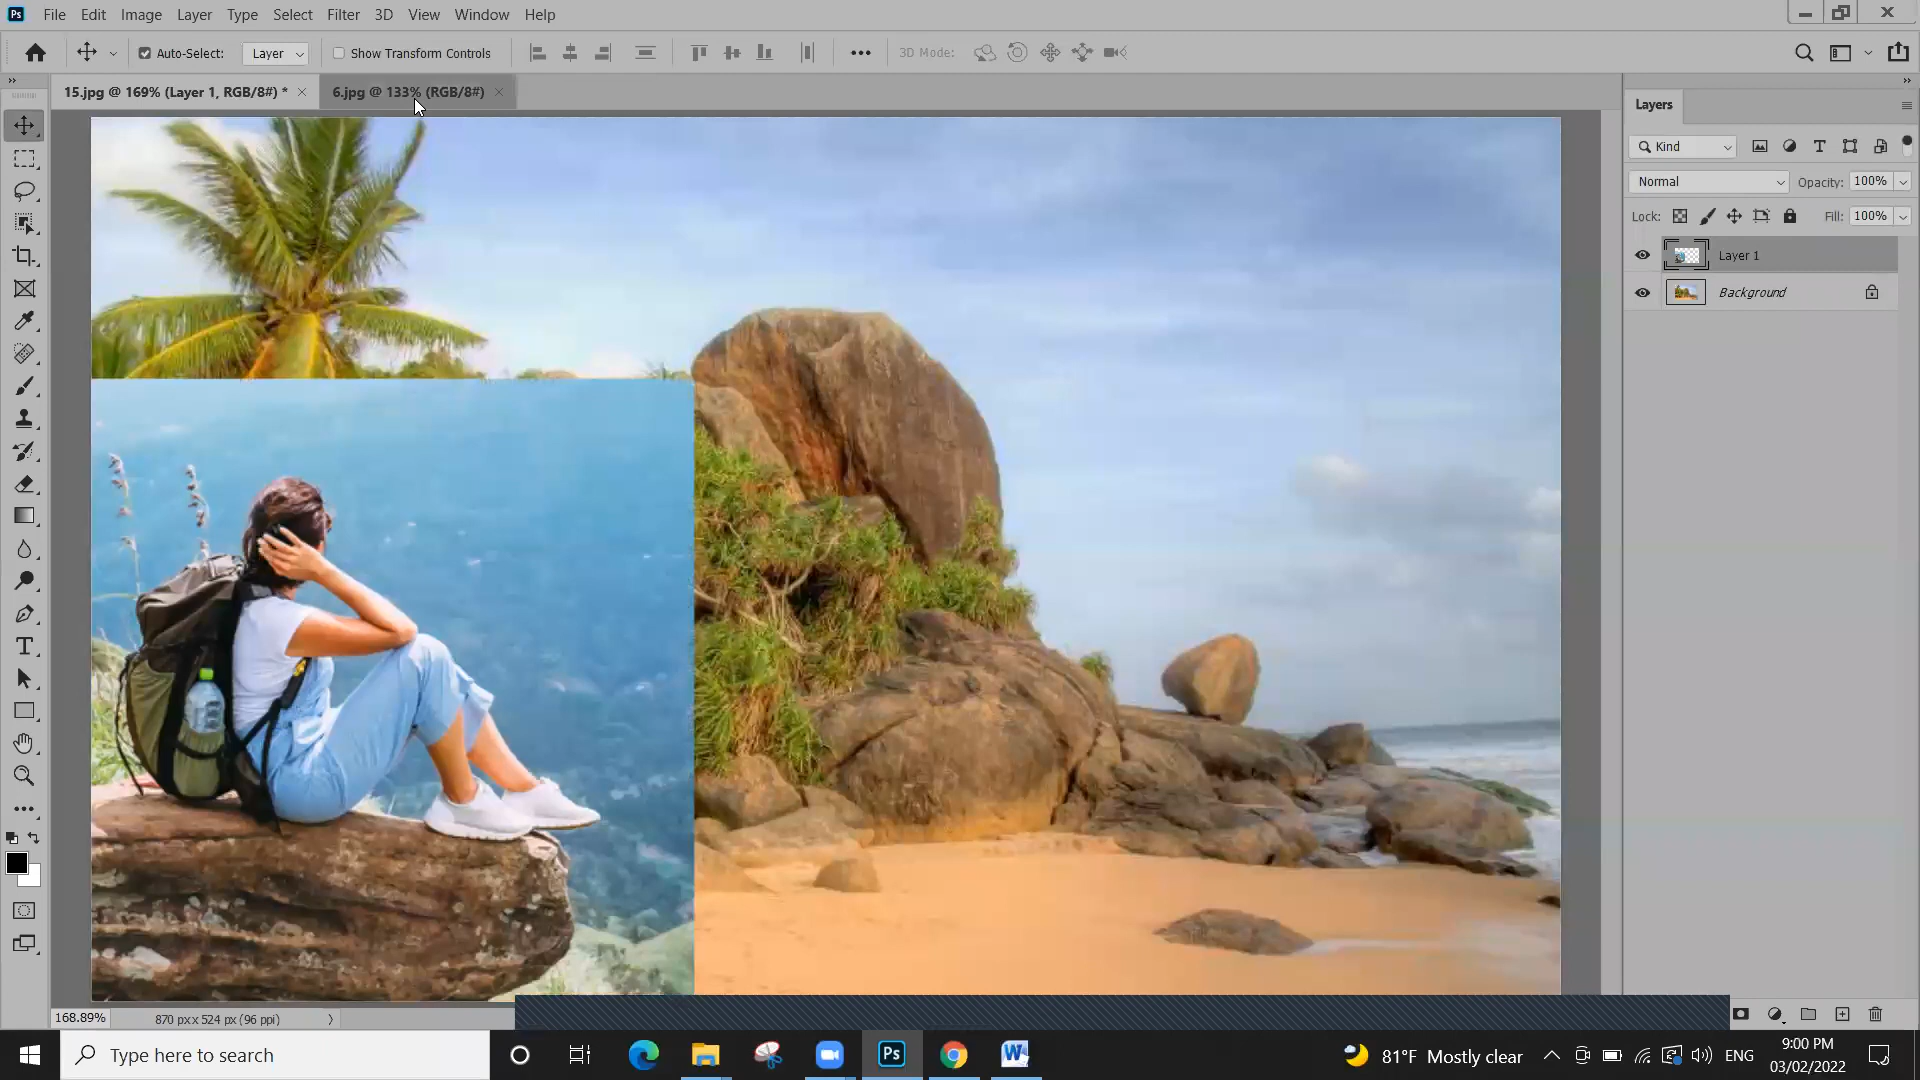 Ps File Edit Image Layer Type Select Filter 3D View Window Help
Auto-Select: Layer Show Transform Controls 3D Mode:
15.jpg @ 169% (Layer 1, RGB/8#) * 6.jpg @ 133% (RGB/8#)
Layers
Kind
Normal Opacity: 100%
Lock: Fill: 100%
Layer 1
Background
168.89% 870 px x 524 px (96 ppi)
Type here to search
Ps
81°F Mostly clear
ENG
9:00 PM
03/02/2022